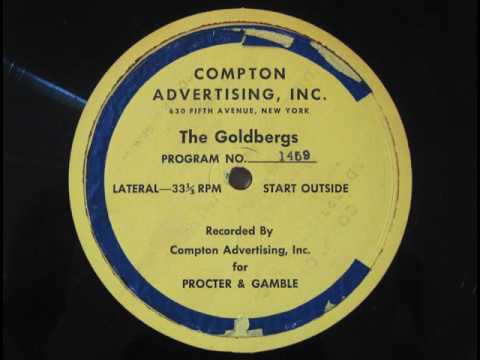 COMPTON
ADVERTISING, INC.
630 FIFTH AVENUE, NEW YORK
The Goldbergs
PROGRAM NO. 1459
LATERAL—33⅓ RPM START OUTSIDE
Recorded By
Compton Advertising, Inc.
for
PROCTER & GAMBLE